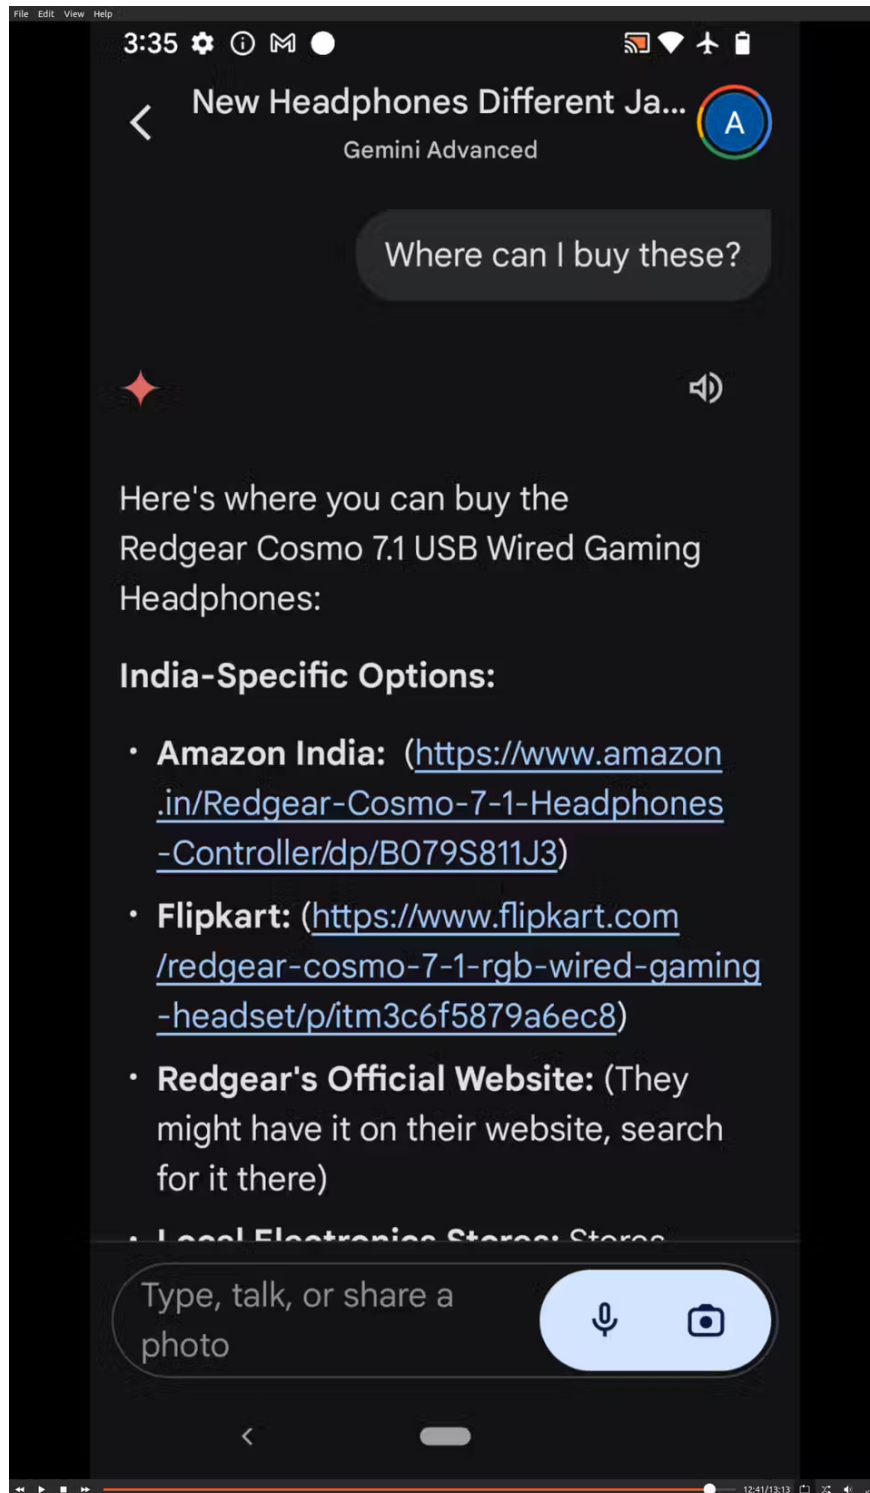 File Edit View Help
3:35
New Headphones Different Ja...
A
Gemini Advanced
Where can I buy these?
Here's where you can buy the
Redgear Cosmo 7.1 USB Wired Gaming
Headphones:
India-Specific Options:
• Amazon India: (https://www.amazon
.in/Redgear-Cosmo-7-1-Headphones
-Controller/dp/B079S811J3)
• Flipkart: (https://www.flipkart.com
/redgear-cosmo-7-1-rgb-wired-gaming
-headset/p/itm3c6f5879a6ec8)
• Redgear's Official Website: (They
might have it on their website, search
for it there)
• Local Electronics Stores: Stores
Type, talk, or share a
photo
12:41/13:13